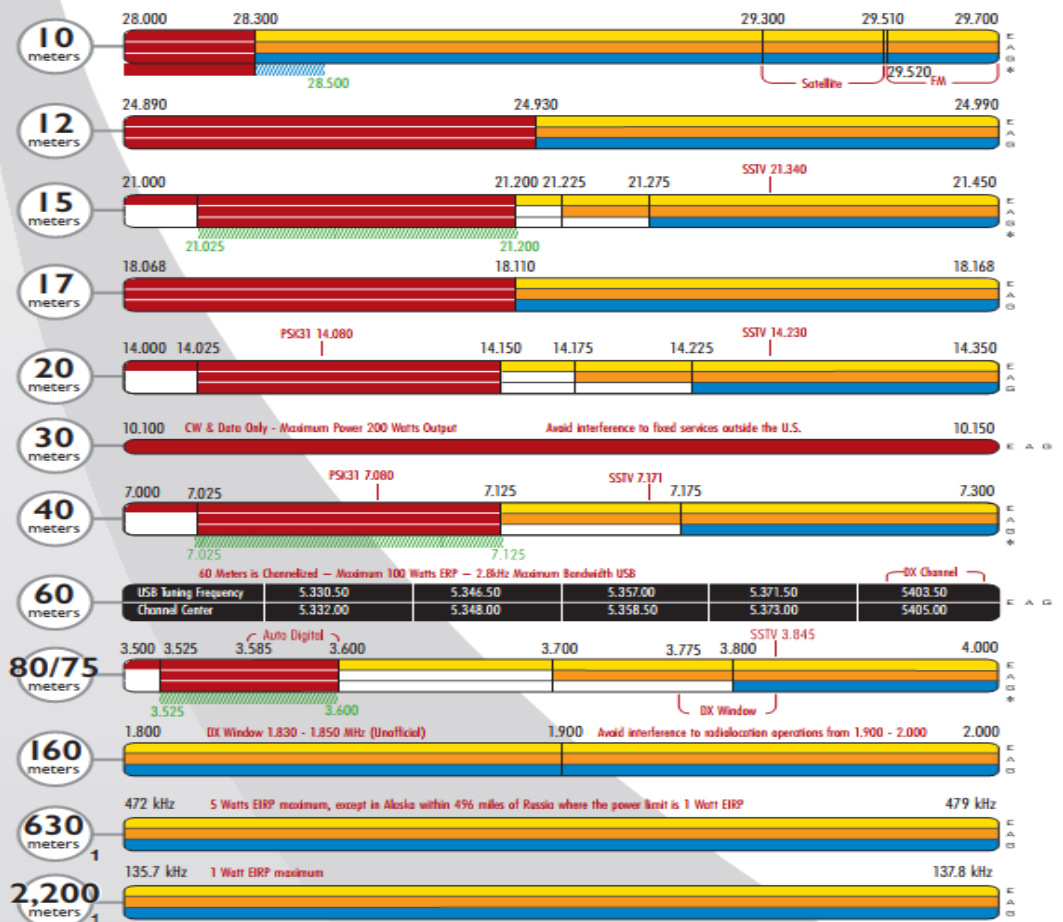 28.000 28.300 29.300 29.510 29.700
10 meters
E
A
G
*
28.500 Satellite 29.520 FM
24.890 24.930 24.990
12 meters
E
A
G
SSTV 21.340
21.000 21.200 21.225 21.275 21.450
15 meters
E
A
G
*
21.025 21.200
18.068 18.110 18.168
17 meters
E
A
G
PSK31 14.080 SSTV 14.230
14.000 14.025 14.150 14.175 14.225 14.350
20 meters
E
A
G
10.100 CW & Data Only - Maximum Power 200 Watts Output Avoid interference to fixed services outside the U.S. 10.150
30 meters
E A G
PSK31 7.080 SSTV 7.171
7.000 7.025 7.125 7.175 7.300
40 meters
E
A
G
*
7.025 7.125
60 Meters is Channelized – Maximum 100 Watts ERP – 2.8kHz Maximum Bandwidth USB DX Channel
60 meters
USB Tuning Frequency 5.330.50 5.346.50 5.357.00 5.371.50 5403.50
Channel Center 5.332.00 5.348.00 5.358.50 5.373.00 5405.00
E A G
Auto Digital SSTV 3.845
3.500 3.525 3.585 3.600 3.700 3.775 3.800 4.000
80/75 meters
E
A
G
*
3.525 3.600 DX Window
1.800 DX Window 1.830 - 1.850 MHz (Unofficial) 1.900 Avoid interference to radiolocation operations from 1.900 - 2.000 2.000
160 meters
E
A
G
472 kHz 5 Watts EIRP maximum, except in Alaska within 496 miles of Russia where the power limit is 1 Watt EIRP 479 kHz
630 meters
1
E
A
G
135.7 kHz 1 Watt EIRP maximum 137.8 kHz
2,200 meters
1
E
A
G